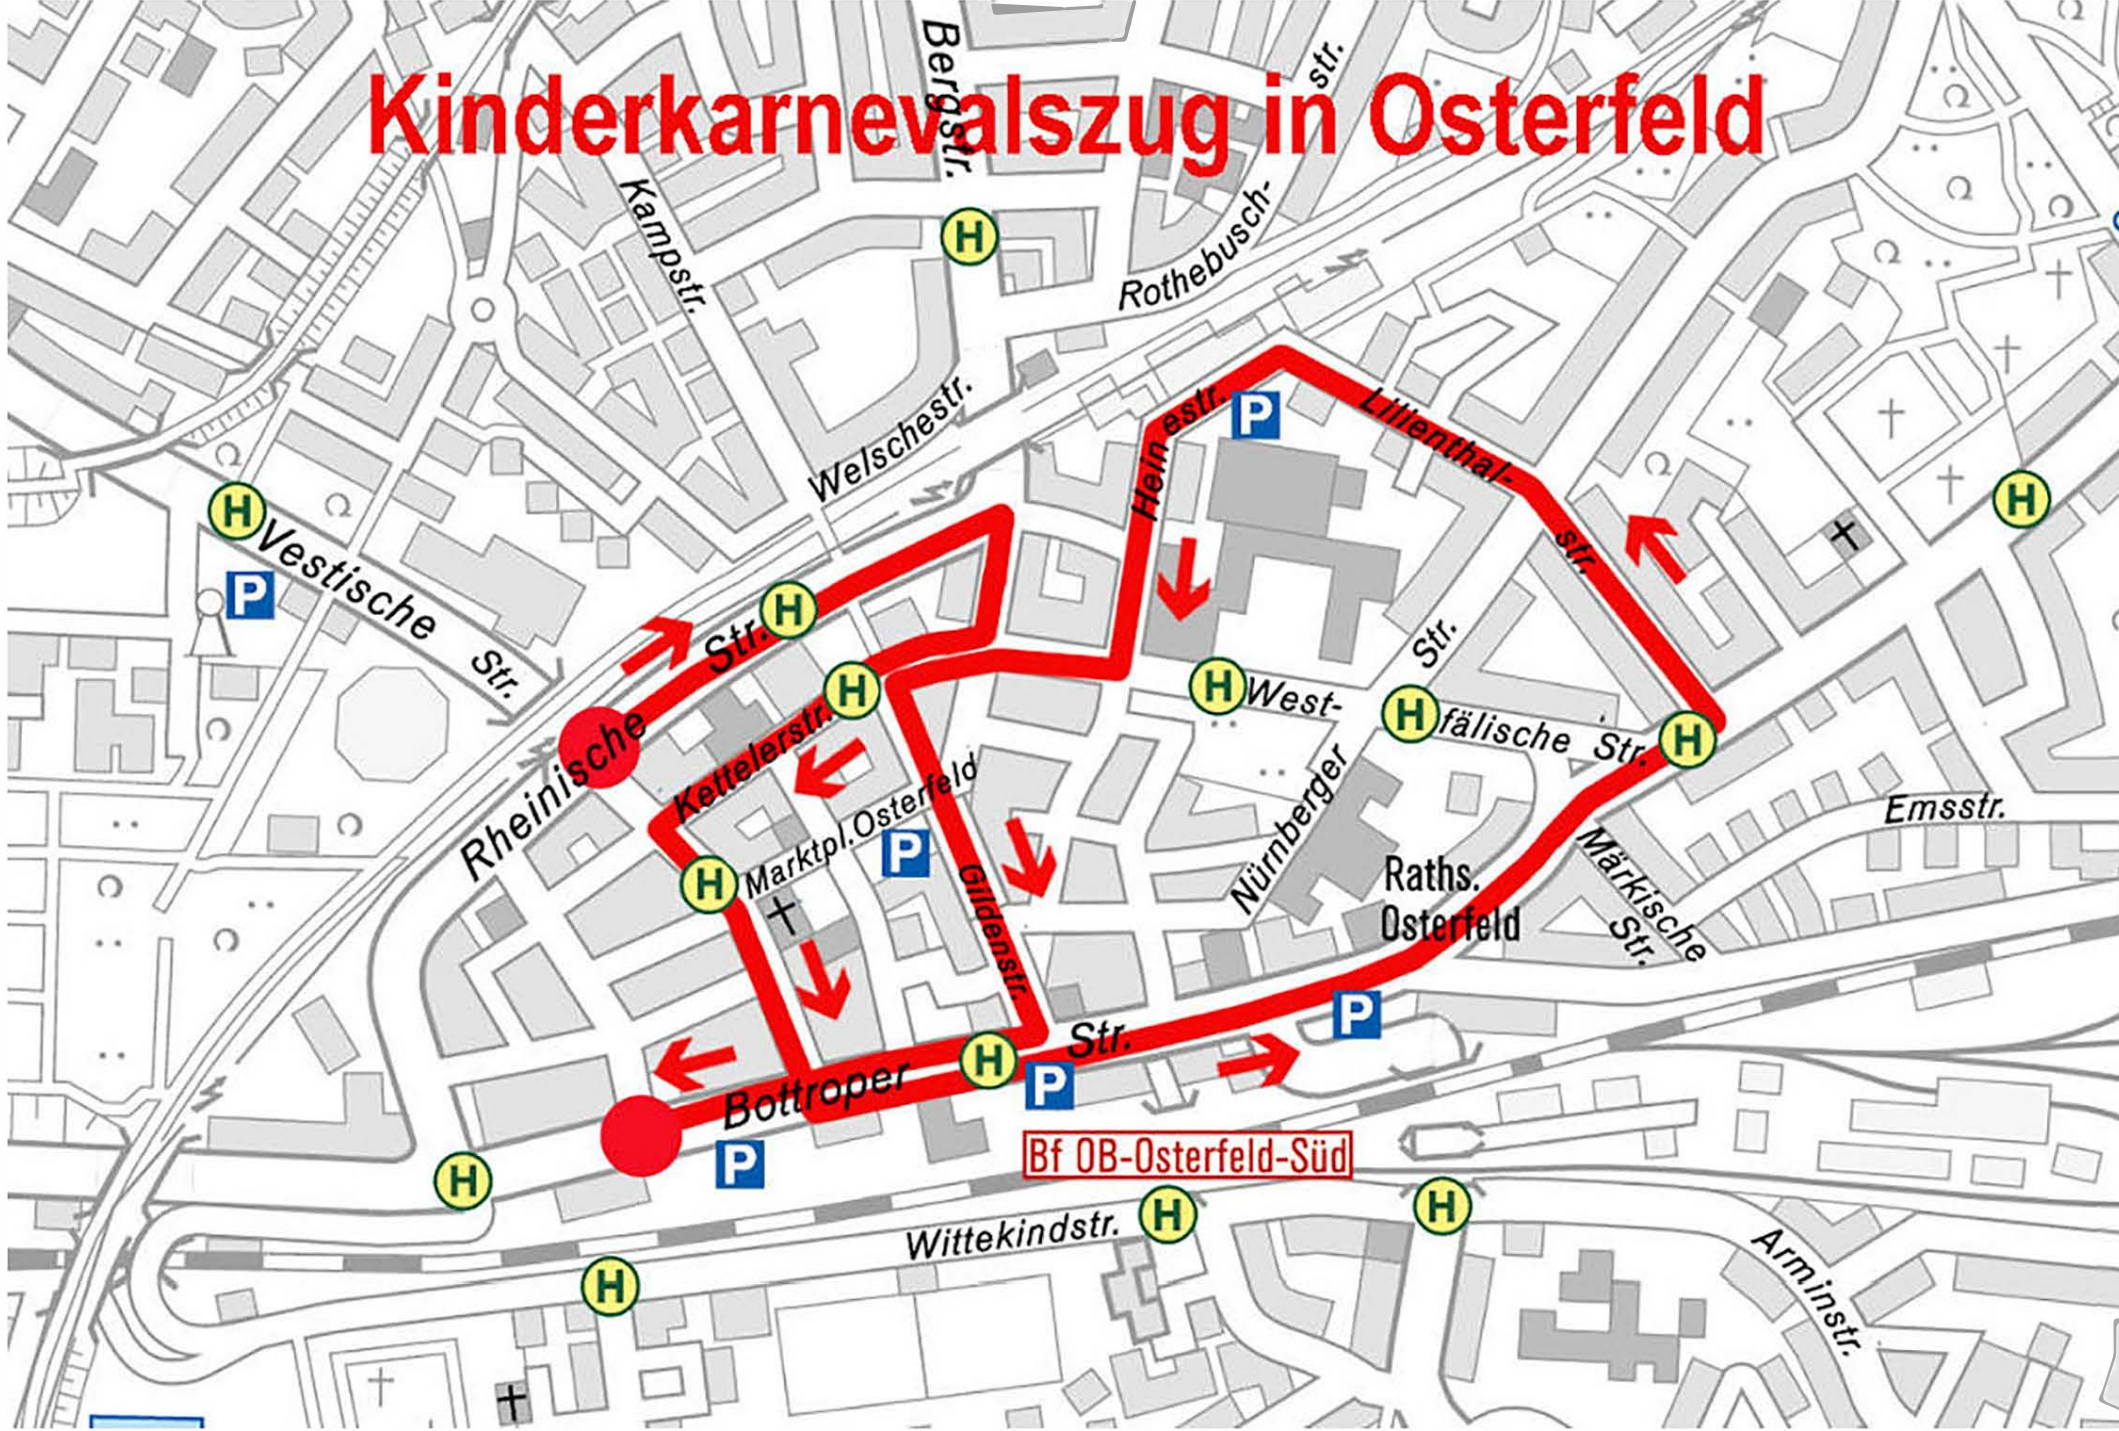 Kinderkarnevalszug in Osterfeld
Bergstr.
str.
Kampstr.
H
Rothebusch-
Welschestr.
Hein estr.
P
Lilienthal-
str.
H
Vestische
Str.
P
H
Str.
H
Rheinische
H
West-
Str.
H
fälische Str.
H
H
Kettelerstr.
Marktpl.Osterfeld
P
H
Gildenstr.
Nürnberger
Raths.
Osterfeld
Märkische
Str.
Emsstr.
P
H
Str.
P
Bottroper
P
H
Bf OB-Osterfeld-Süd
H
H
Wittekindstr.
H
Arminstr.